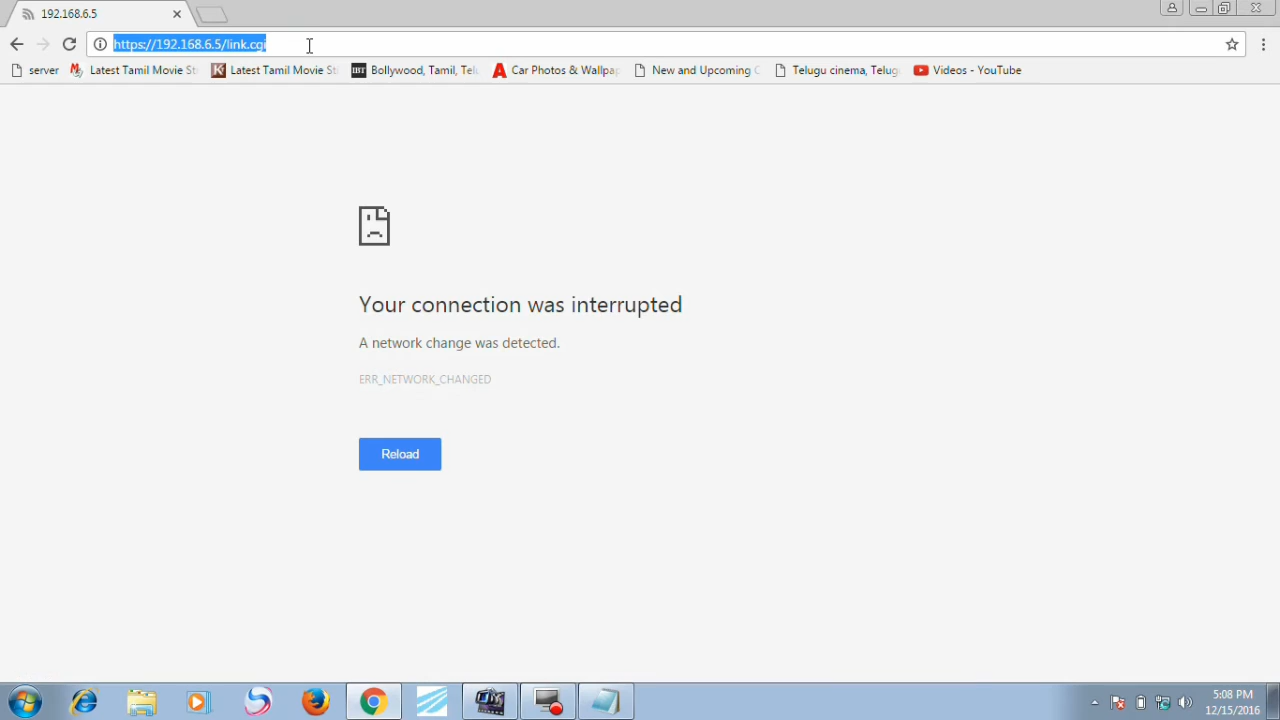 192.168.6.5
https://192.168.6.5/link.cgi
server
Latest Tamil Movie St
Latest Tamil Movie Sti
Bollywood, Tamil, Tel
Car Photos & Wallpap
New and Upcoming C
Telugu cinema, Telug
Videos - YouTube
Your connection was interrupted
A network change was detected.
ERR_NETWORK_CHANGED
Reload
5:08 PM
12/15/2016